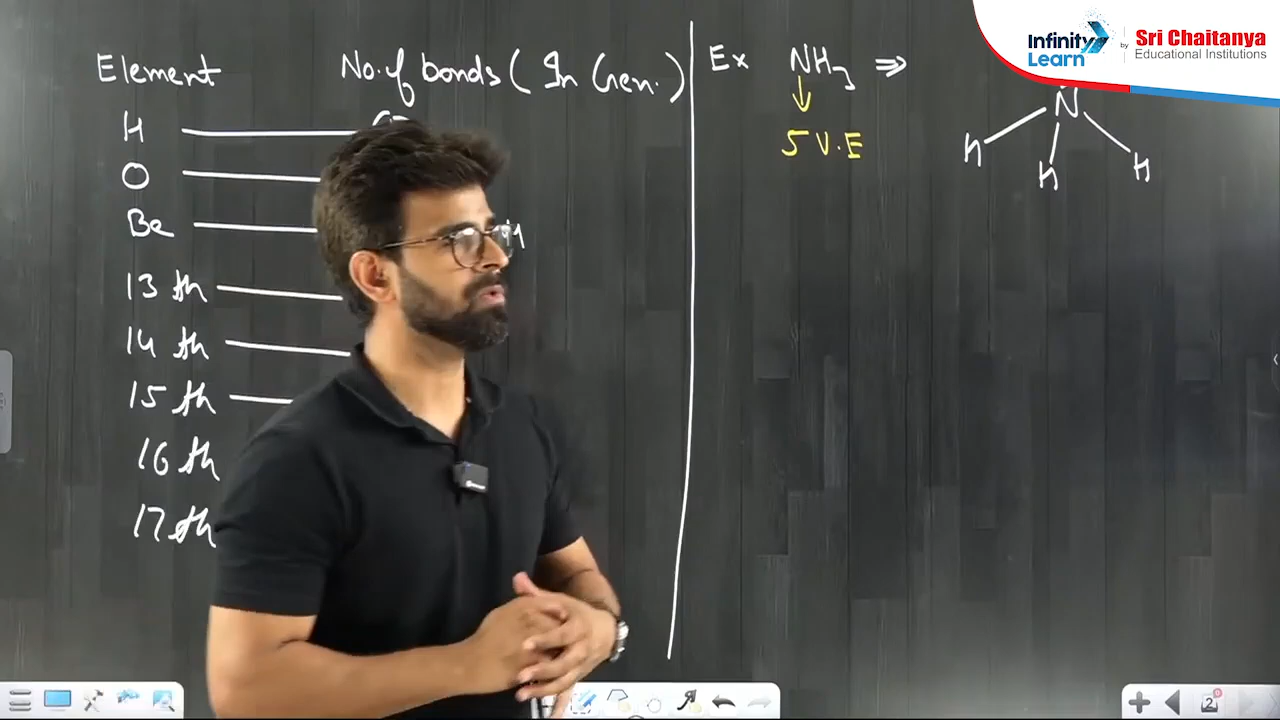 Infinity Learn by Sri Chaitanya Educational Institutions
Element No. of bonds (In Gen.)
H
O
Be
13 th
14 th
15 th
16 th
17 th
Ex NH3 ⇒
5 V.E
N
H H H
2